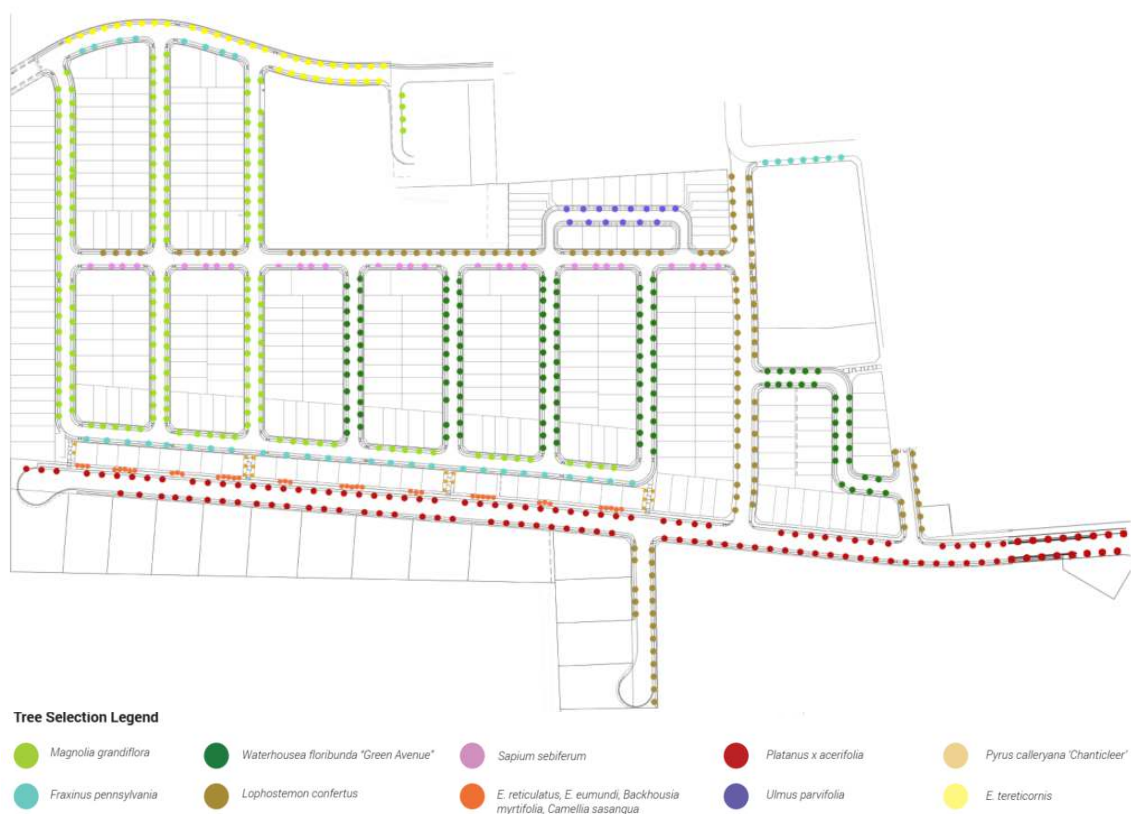 Tree Selection Legend
Magnolia grandiflora
Waterhousea floribunda "Green Avenue"
Sapium sebiferum
Platanus x acerifolia
Pyrus calleryana 'Chanticleer'
Fraxinus pennsylvania
Lophostemon confertus
E. reticulatus, E. eumundi, Backhousia
myrtifolia, Camellia sasanqua
Ulmus parvifolia
E. tereticornis